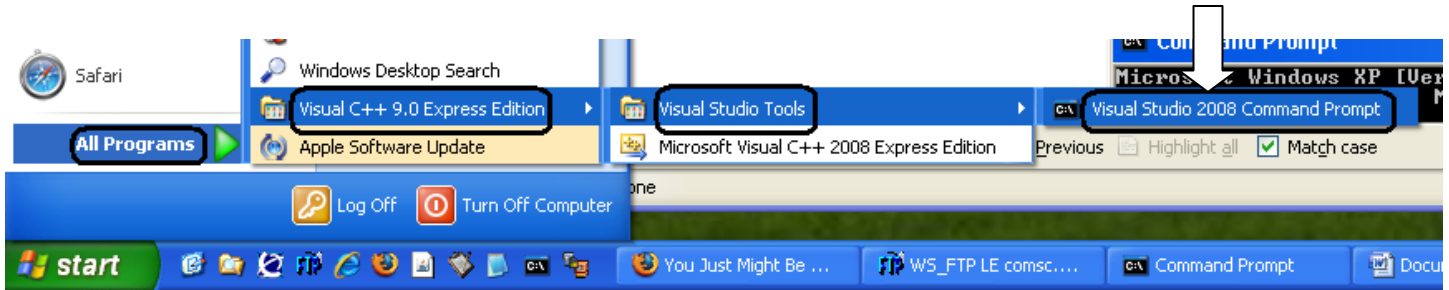 Command Prompt
Safari
Windows Desktop Search
Microsoft Windows XP [Ver
Visual C++ 9.0 Express Edition
Visual Studio Tools
Visual Studio 2008 Command Prompt
All Programs
Apple Software Update
Microsoft Visual C++ 2008 Express Edition
Previous
Highlight all
Match case
Log Off
Turn Off Computer
one
start
You Just Might Be ...
WS_FTP LE comsc....
Command Prompt
Docu